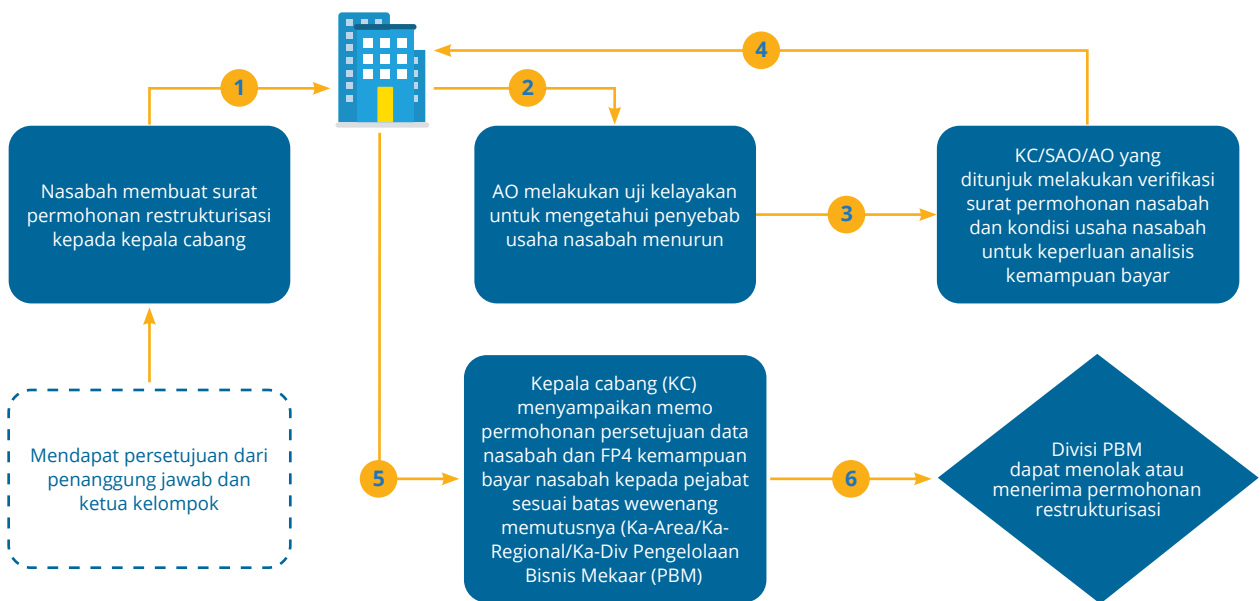 1
2
4
Nasabah membuat surat
permohonan restrukturisasi
kepada kepala cabang
AO melakukan uji kelayakan
untuk mengetahui penyebab
usaha nasabah menurun
3
KC/SAO/AO yang
ditunjuk melakukan verifikasi
surat permohonan nasabah
dan kondisi usaha nasabah
untuk keperluan analisis
kemampuan bayar
Mendapat persetujuan dari
penanggung jawab dan
ketua kelompok
5
Kepala cabang (KC)
menyampaikan memo
permohonan persetujuan data
nasabah dan FP4 kemampuan
bayar nasabah kepada pejabat
sesuai batas wewenang
memutusnya (Ka-Area/Ka-
Regional/Ka-Div Pengelolaan
Bisnis Mekaar (PBM)
6
Divisi PBM
dapat menolak atau
menerima permohonan
restrukturisasi